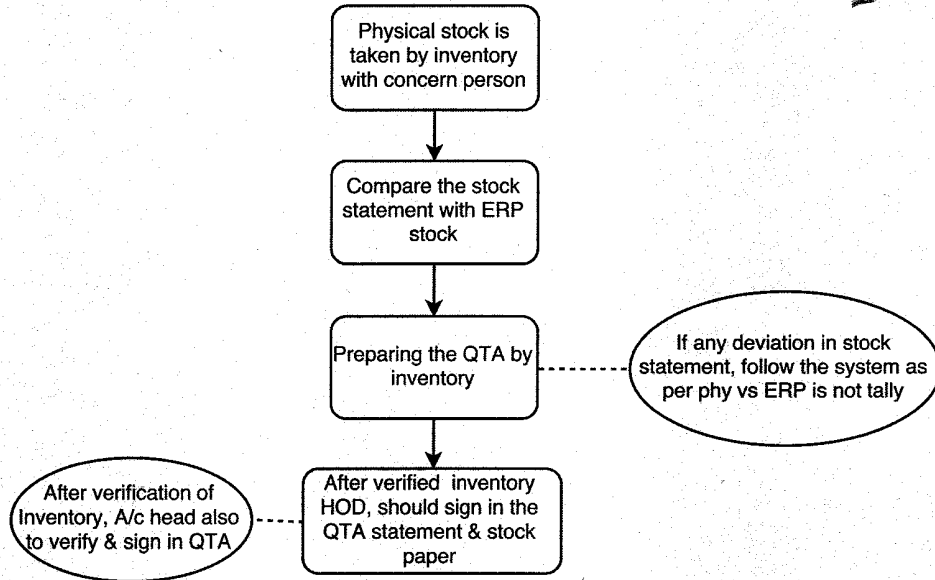 Physical stock is
taken by inventory
with concern person
Compare the stock
statement with ERP
stock
Preparing the QTA by
inventory
If any deviation in stock
statement, follow the system as
per phy vs ERP is not tally
After verified inventory
HOD, should sign in the
QTA statement & stock
paper
After verification of
Inventory, A/c head also
to verify & sign in QTA